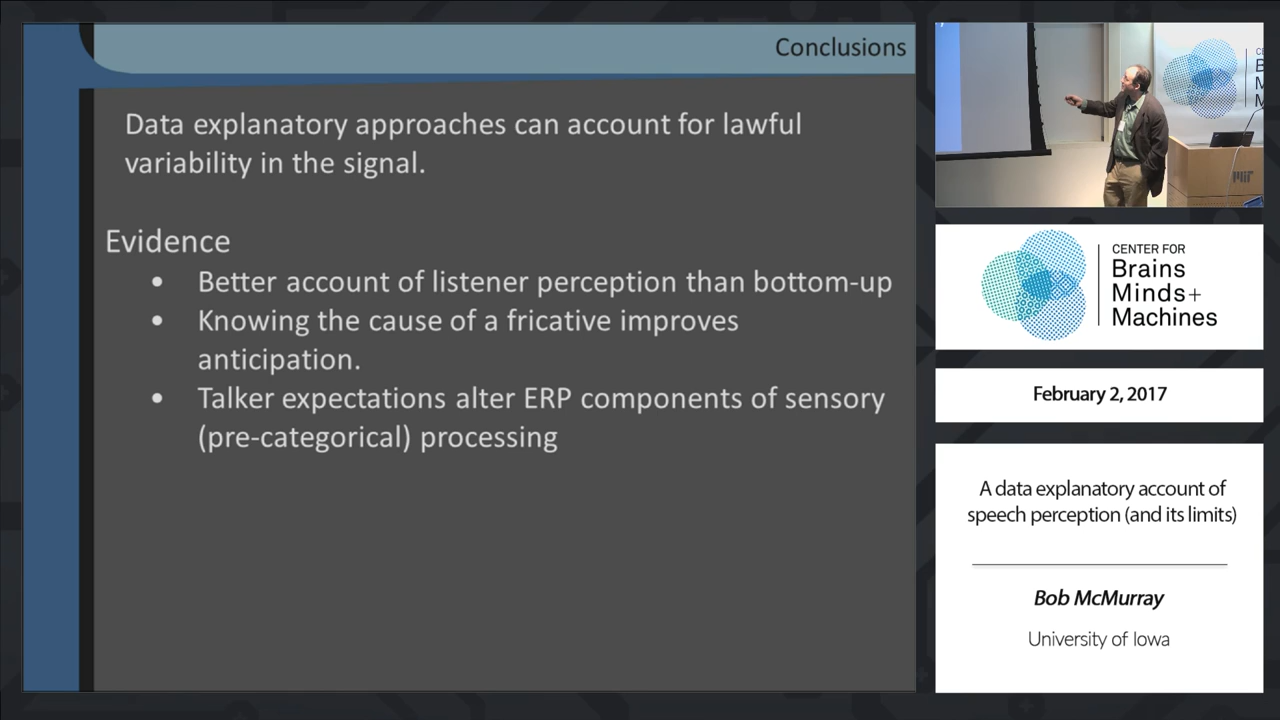 Conclusions
Data explanatory approaches can account for lawful
variability in the signal.
Evidence
• Better account of listener perception than bottom-up
• Knowing the cause of a fricative improves
anticipation.
• Talker expectations alter ERP components of sensory
(pre-categorical) processing
CENTER FOR
Brains
Minds+
Machines
February 2, 2017
A data explanatory account of
speech perception (and its limits)
Bob McMurray
University of Iowa